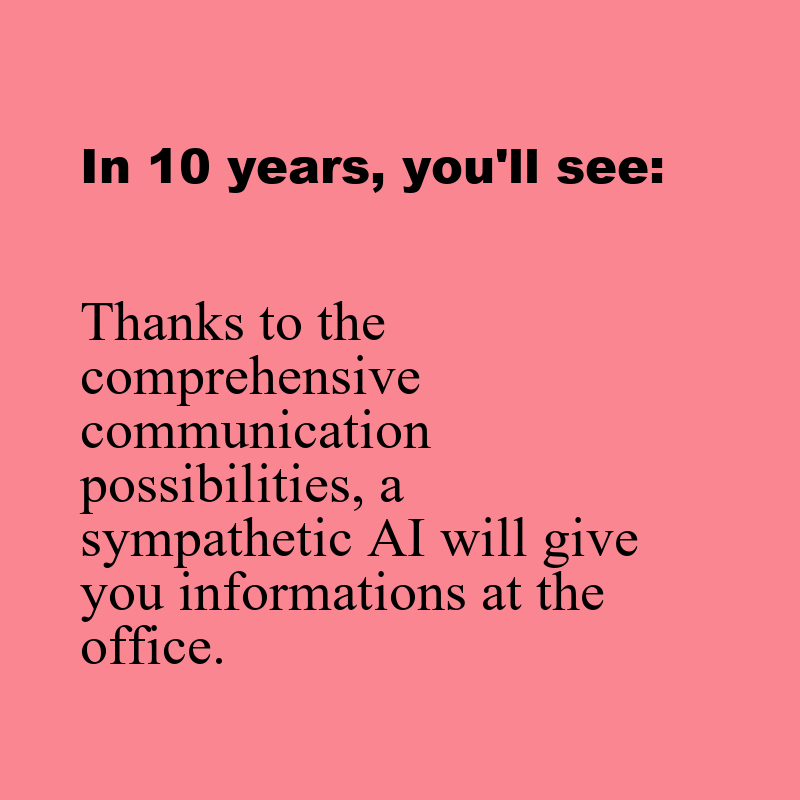 In 10 years, you'll see:
Thanks to the
comprehensive
communication
possibilities, a
sympathetic AI will give
you informations at the
office.